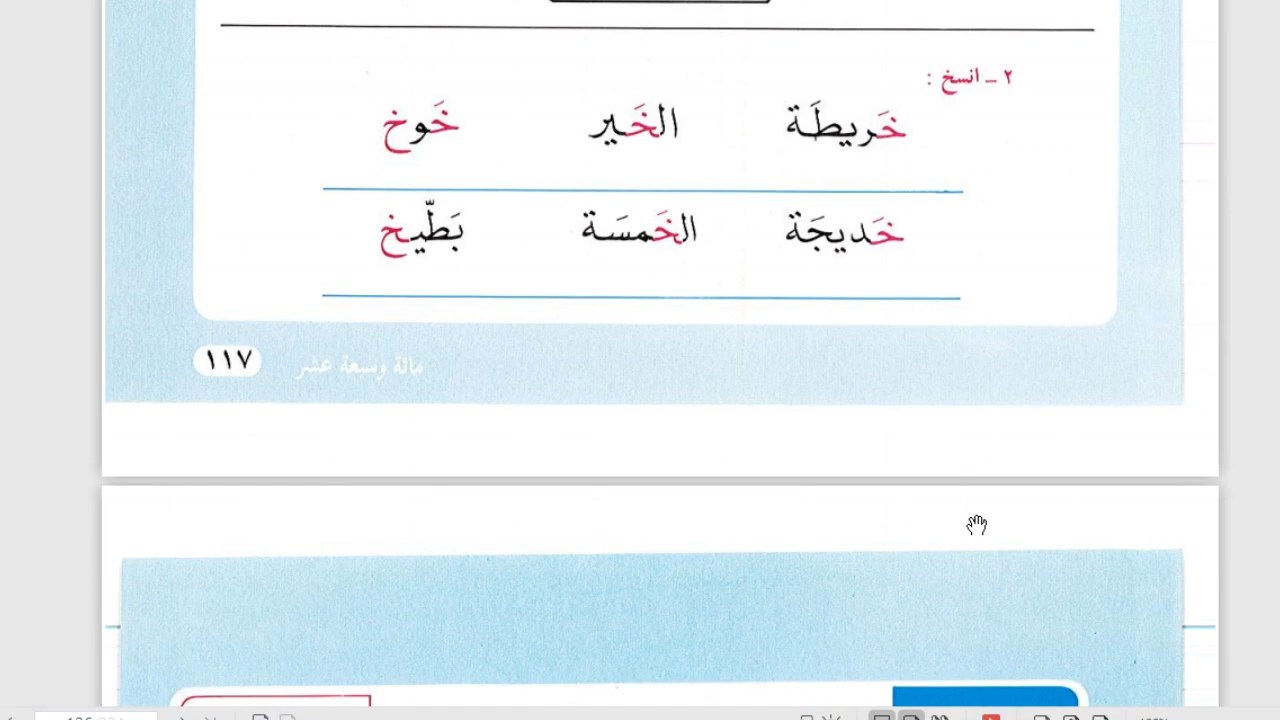 ٢ ـ انسخ :
خَريطَة الخَير خَوخ
خَديجَة الخَمسَة بَطّيخ
١١٧ مائة وسبعة عشر